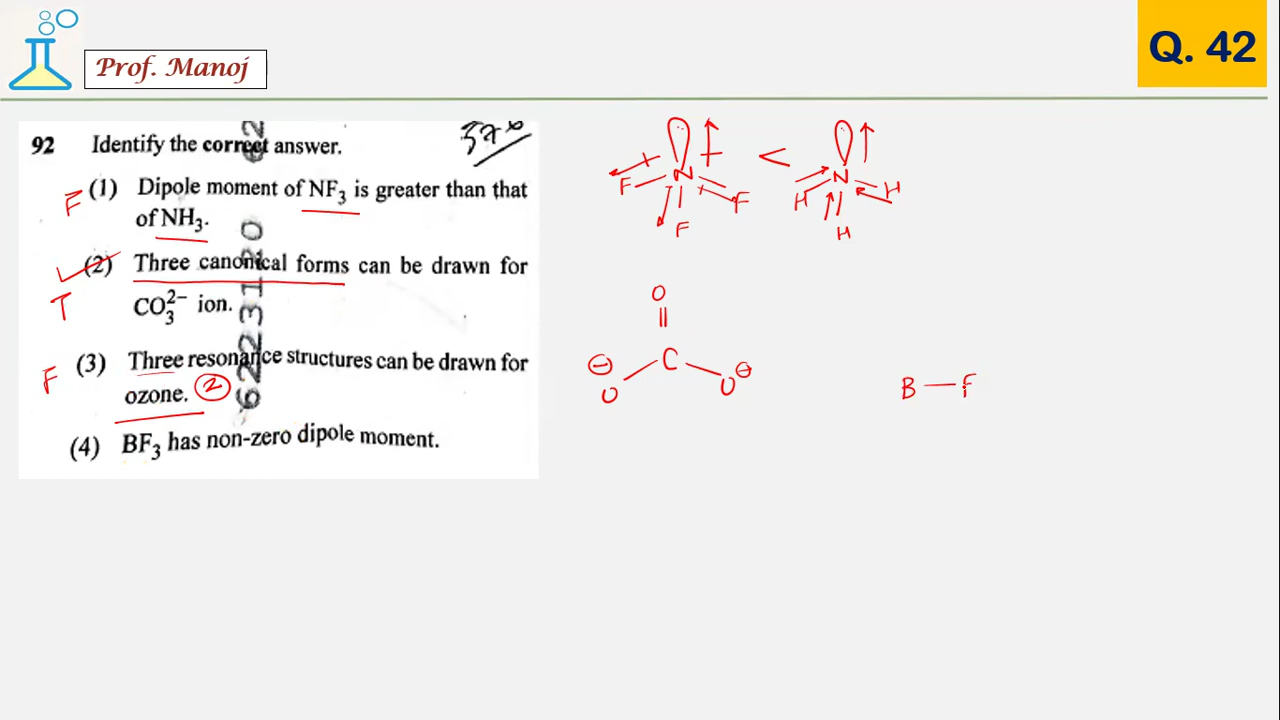 Prof. Manoj
Q. 42
92 Identify the correct answer.
F (1) Dipole moment of NF3 is greater than that
of NH3.
(2) Three canonical forms can be drawn for
T CO3^2− ion.
(3) Three resonance structures can be drawn for
F ozone. 2
(4) BF3 has non-zero dipole moment.
6222231120
N < N
F F F
H H H
O
||
⊖ C ⊖
O O
B — F